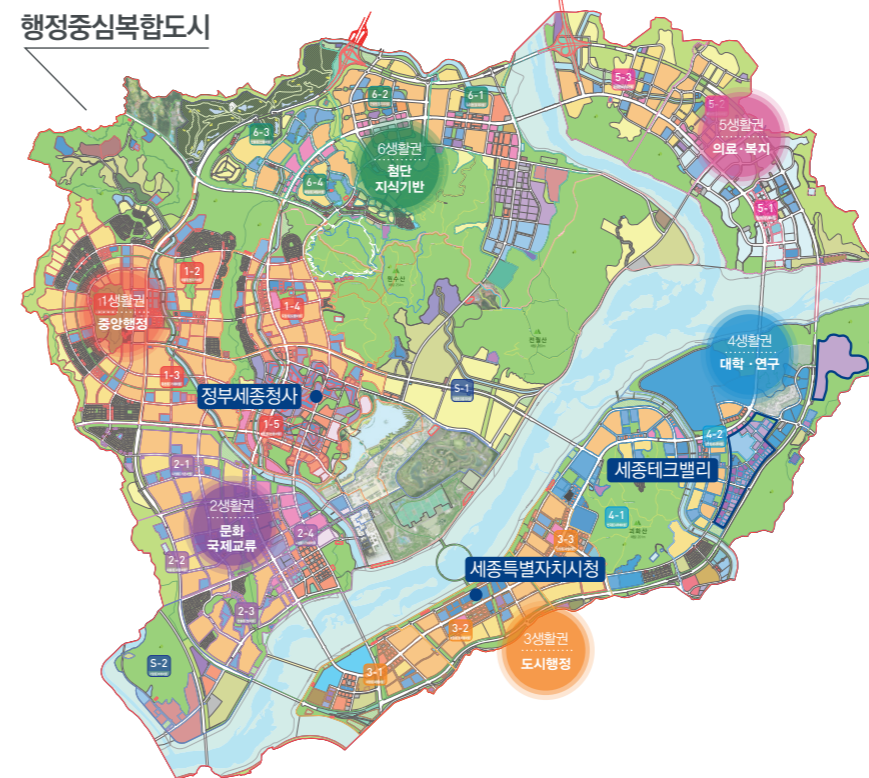 행정중심복합도시
6-2
6-1
5-3
5-2
6-3
5생활권
의료·복지
6생활권
첨단
지식기반
6-4
5-1
1-2
1생활권
중앙행정
1-4
4생활권
대학·연구
1-3
S-1
정부세종청사
1-5
4-2
2-1
세종테크밸리
2생활권
문화
국제교류
4-1
2-4
3-3
2-2
세종특별자치시청
2-3
3-2
3생활권
도시행정
S-2
3-1